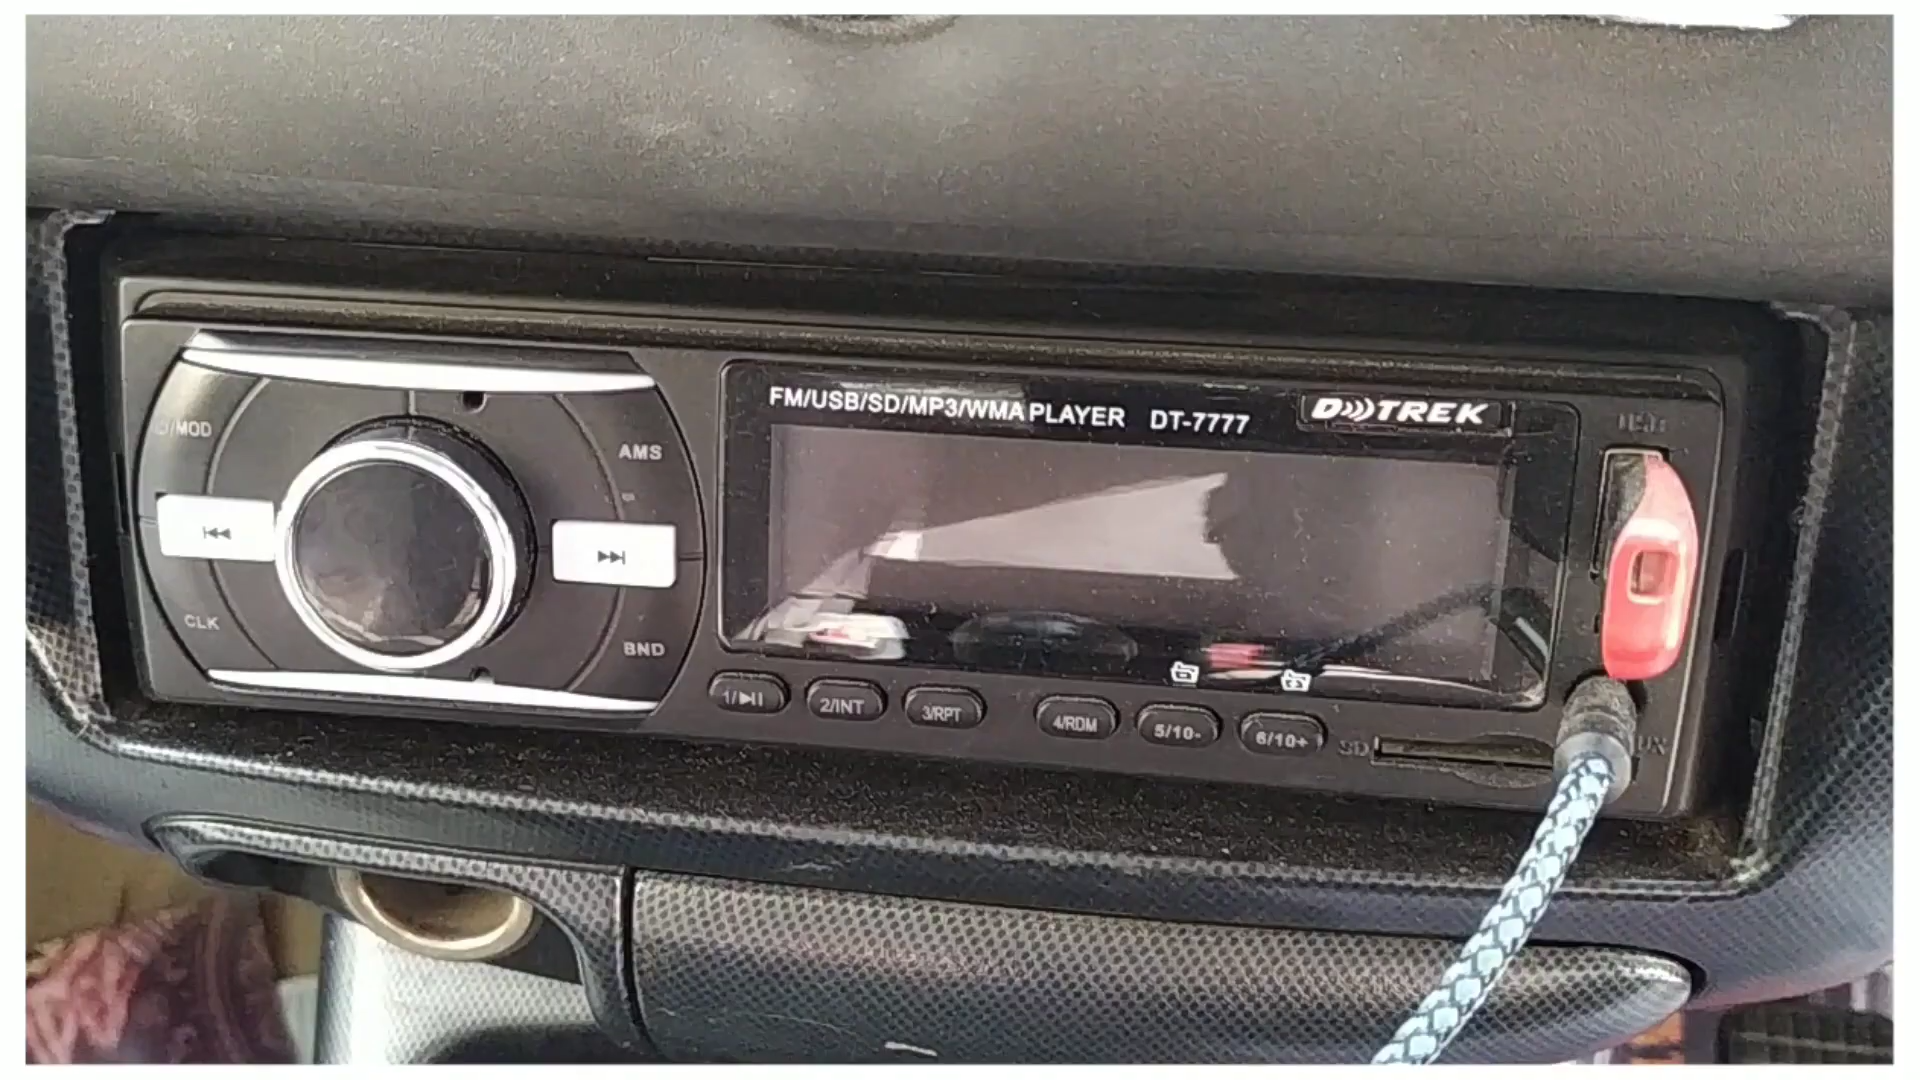 FM/USB/SD/MP3/WMA PLAYER DT-7777 D)))TREK
/MOD
AMS
CLK
BND
1/⏯
2/INT
3/RPT
4/RDM
5/10-
6/10+
SD